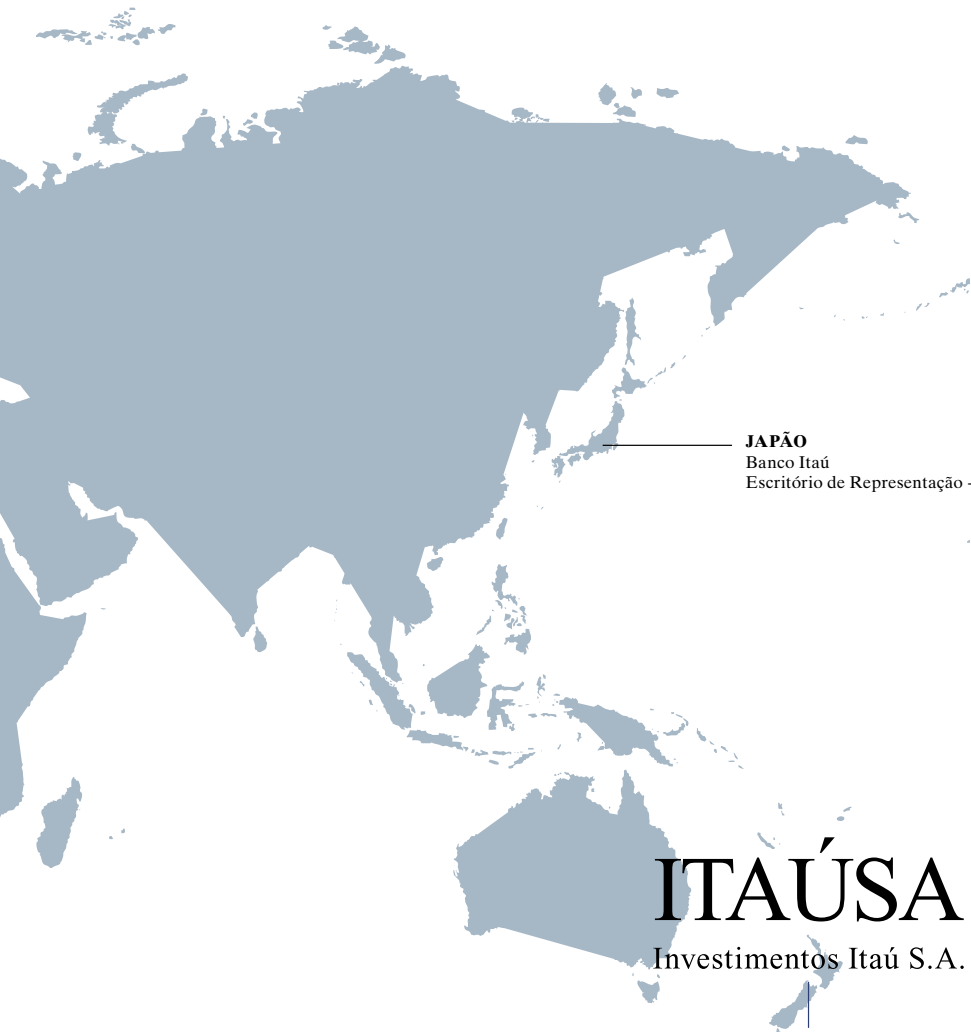 JAPÃO
Banco Itaú
Escritório de Representação -
ITAÚSA
Investimentos Itaú S.A.